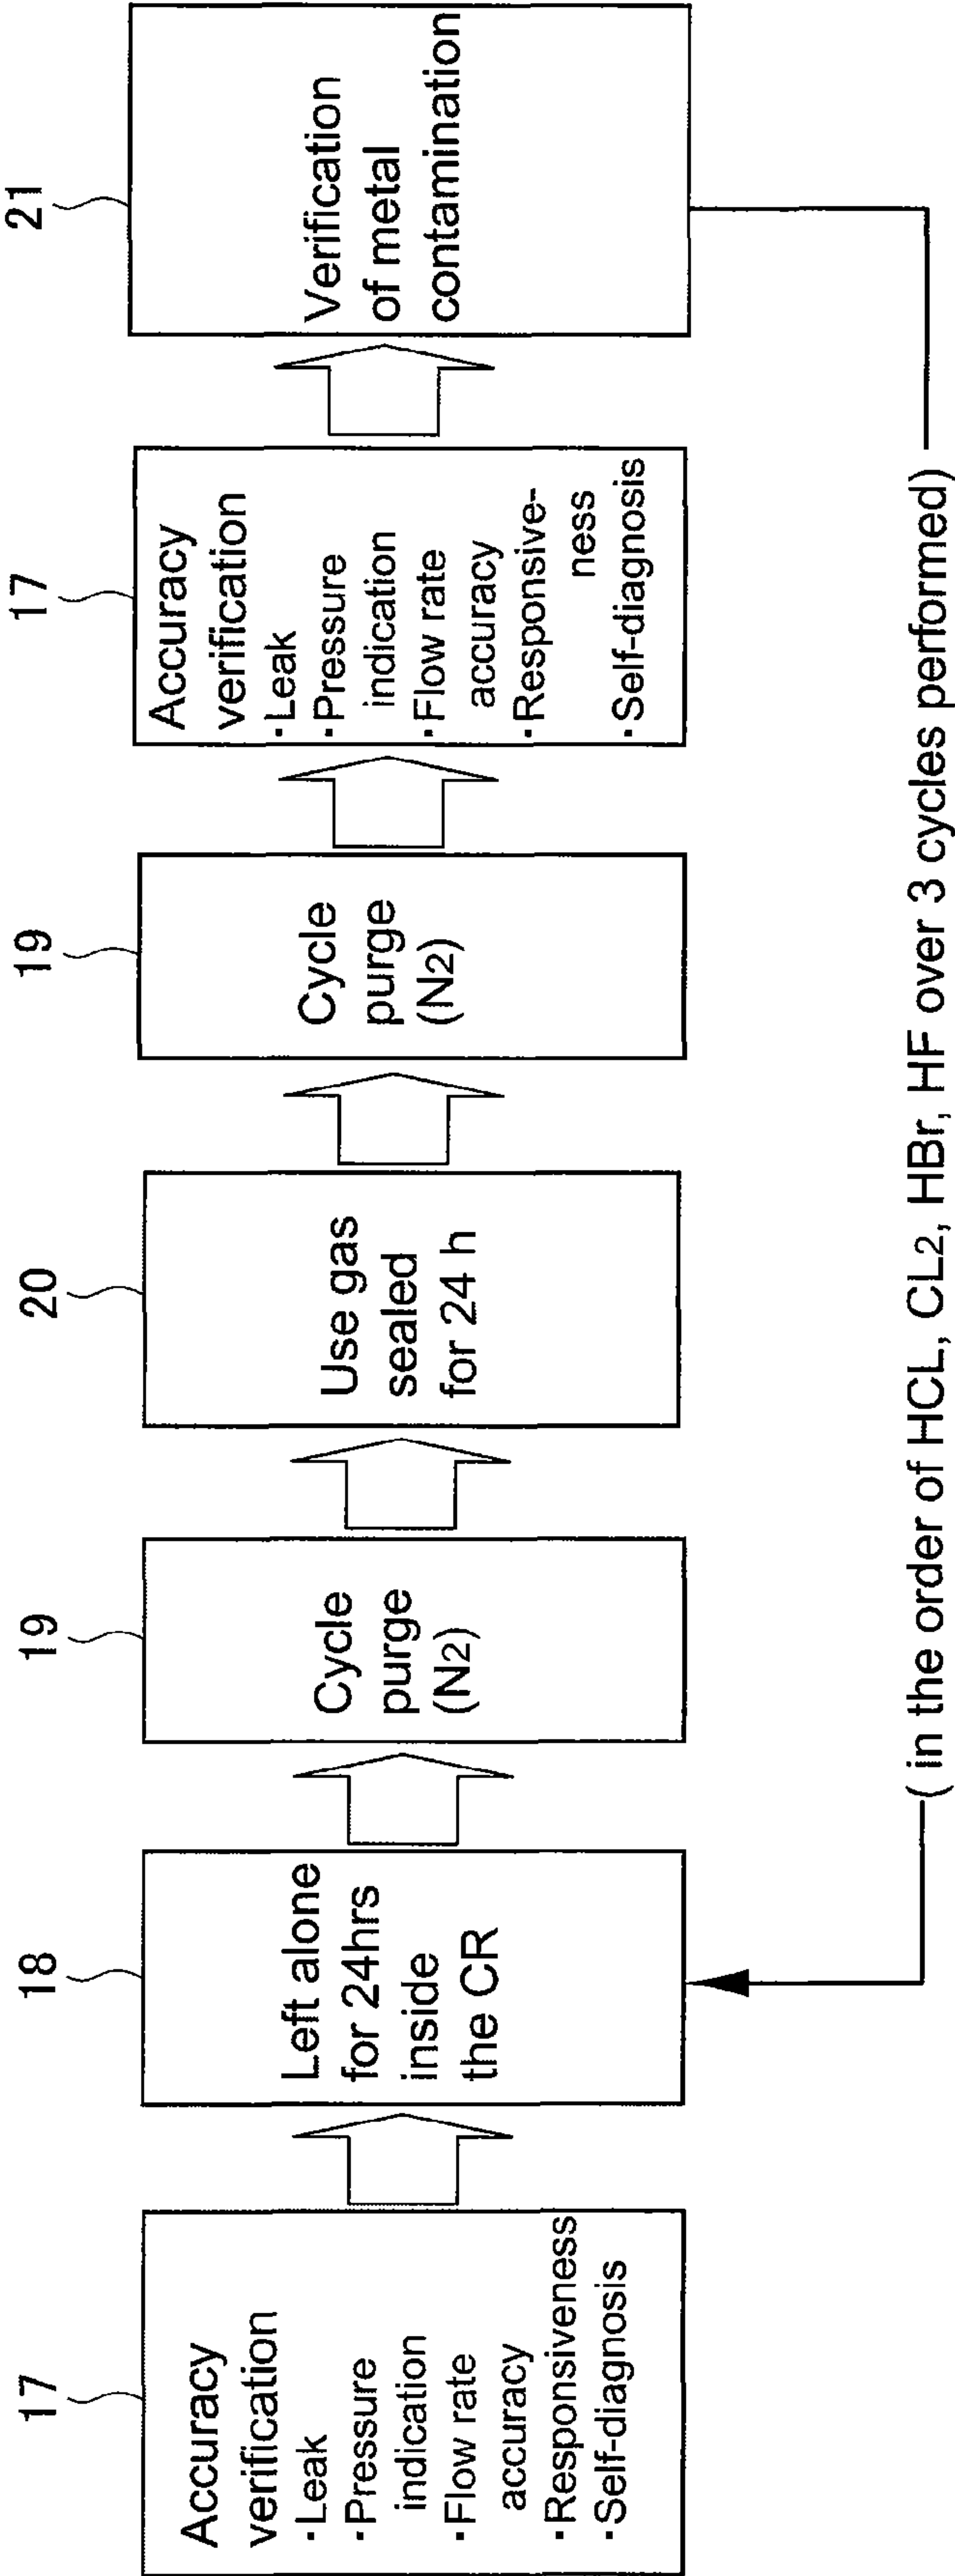 17
Accuracy
verification
・Leak
・Pressure
indication
・Flow rate
accuracy
・Responsiveness
・Self-diagnosis
18
Left alone
for 24hrs
inside
the CR
19
Cycle
purge
(N2)
20
Use gas
sealed
for 24 h
19
Cycle
purge
(N2)
17
Accuracy
verification
・Leak
・Pressure
indication
・Flow rate
accuracy
・Responsive-
ness
・Self-diagnosis
21
Verification
of metal
contamination
( in the order of HCL, CL2, HBr, HF over 3 cycles performed)